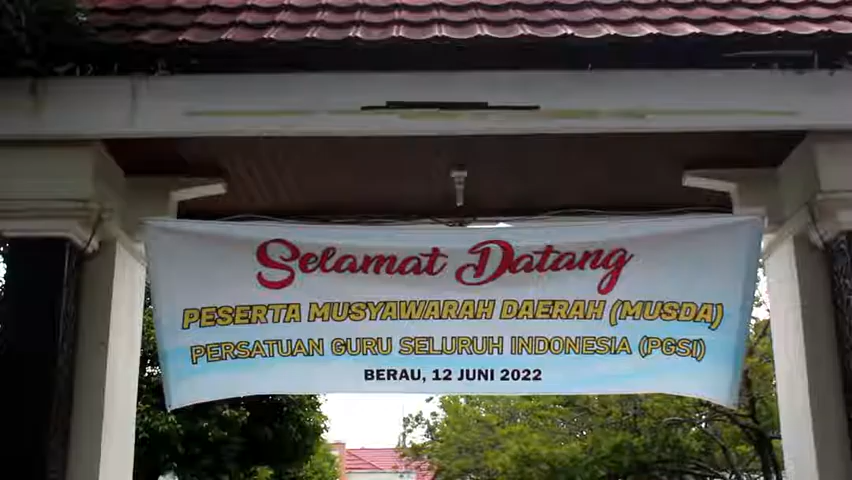 Selamat Datang
PESERTA MUSYAWARAH DAERAH (MUSDA)
PERSATUAN GURU SELURUH INDONESIA (PGSI)
BERAU, 12 JUNI 2022